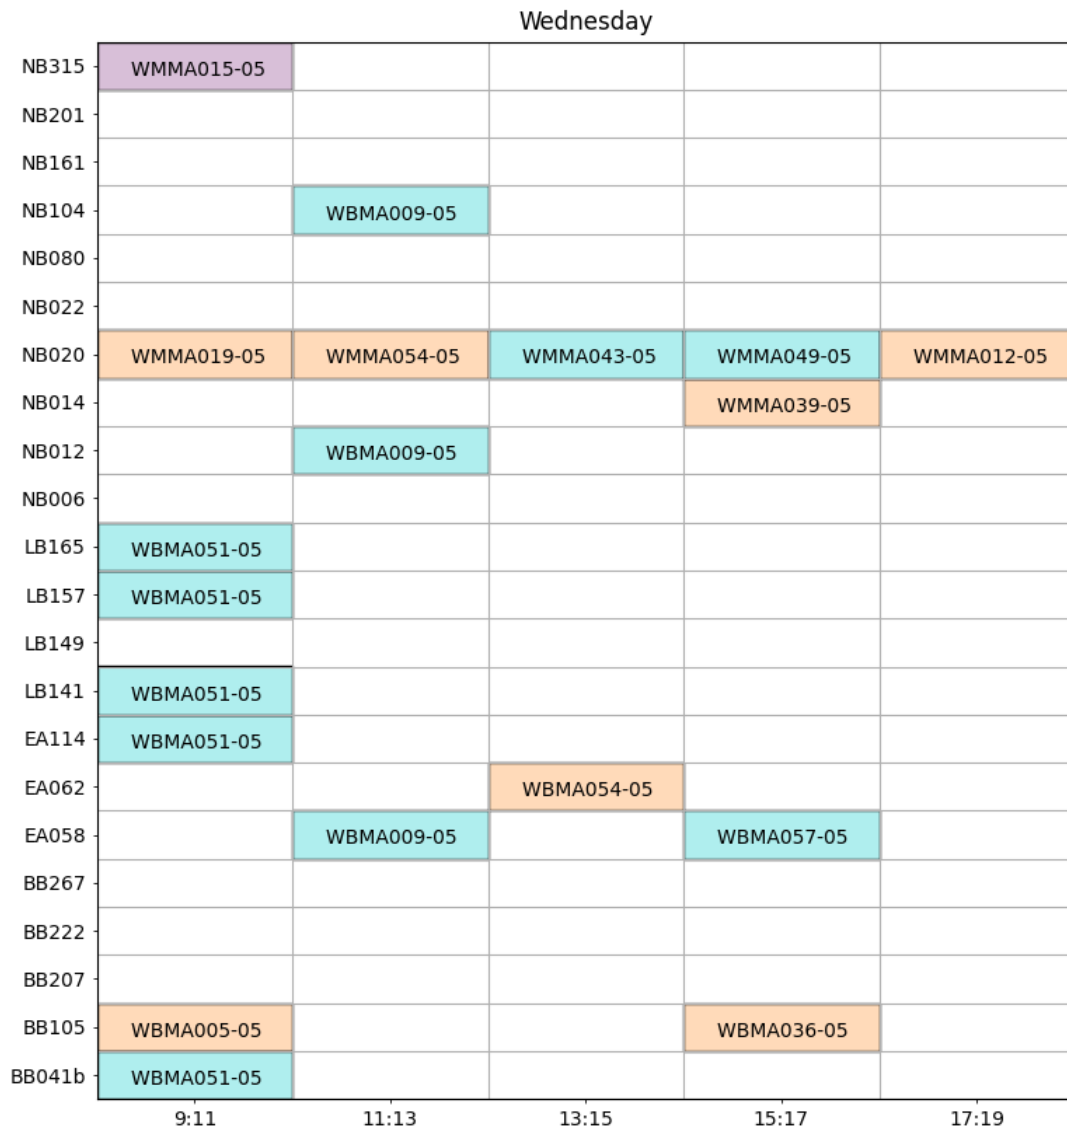 Wednesday
NB315 WMMA015-05
NB201
NB161
NB104 WBMA009-05
NB080
NB022
NB020 WMMA019-05 WMMA054-05 WMMA043-05 WMMA049-05 WMMA012-05
NB014 WMMA039-05
NB012 WBMA009-05
NB006
LB165 WBMA051-05
LB157 WBMA051-05
LB149
LB141 WBMA051-05
EA114 WBMA051-05
EA062 WBMA054-05
EA058 WBMA009-05 WBMA057-05
BB267
BB222
BB207
BB105 WBMA005-05 WBMA036-05
BB041b WBMA051-05
9:11 11:13 13:15 15:17 17:19